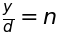 y/d = n